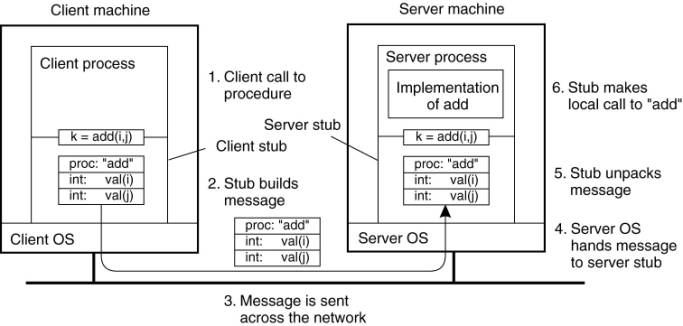 Client machine
Server machine
Client process
1. Client call to
procedure
Server process
Implementation
of add
6. Stub makes
local call to "add"
Server stub
k = add(i,j)
k = add(i,j)
Client stub
proc: "add"
int: val(i)
int: val(j)
2. Stub builds
message
proc: "add"
int: val(i)
int: val(j)
5. Stub unpacks
message
proc: "add"
int: val(i)
int: val(j)
4. Server OS
hands message
to server stub
Client OS
Server OS
3. Message is sent
across the network